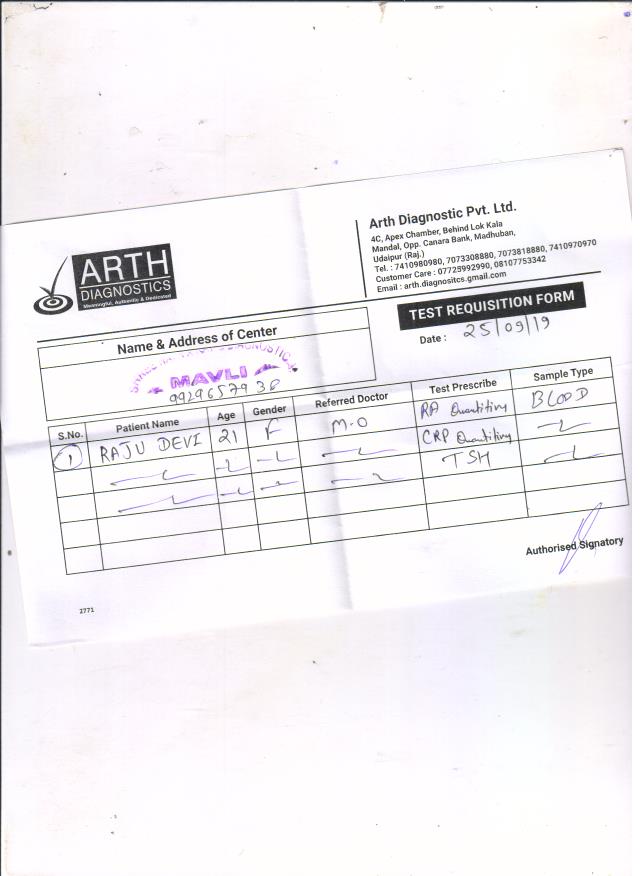 ARTH
DIAGNOSTICS
Meaningful, Authentic & Dedicated
Arth Diagnostic Pvt. Ltd.
4C, Apex Chamber, Behind Lok Kala
Mandal, Opp. Canara Bank, Madhuban,
Udaipur (Raj.)
Tel. : 7410980980, 7073308880, 7073818880, 7410970970
Customer Care : 07725992990, 08107753342
Email : arth.diagnositcs.gmail.com
TEST REQUISITION FORM
Date : 25/09/19
Name & Address of Center
MAVLI
9929657938
S.No. Patient Name Age Gender Referred Doctor Test Prescribe Sample Type
1 RAJU DEVI 21 F M.O RA Quantitiny BLOOD
CRP Quantitiny
TSH
Authorised Signatory
2771